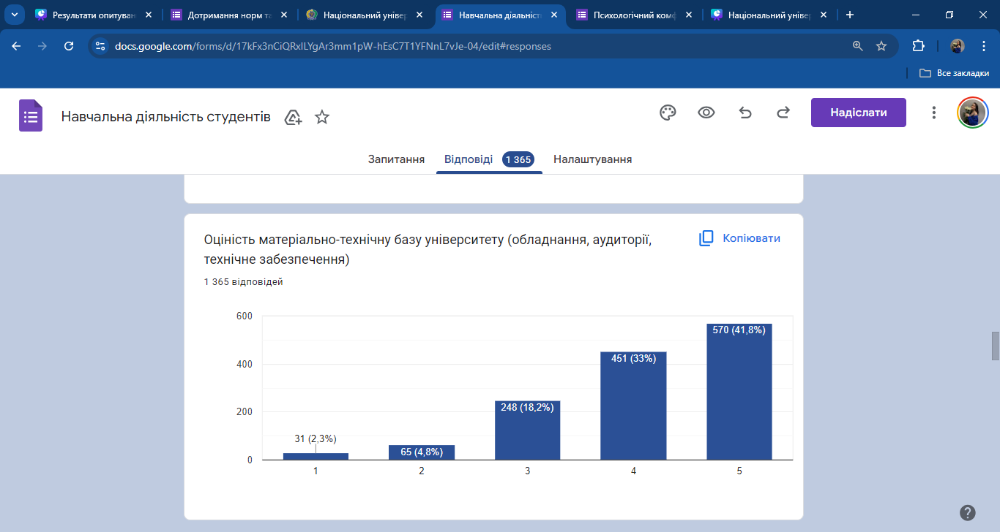 Результати опитуван
Дотримання норм та
Національний універ
Навчальна діяльність
Психологічний комф
Національний універ
docs.google.com/forms/d/17kFx3nCiQRxILYgAr3mm1pW-hEsC7T1YFNnL7vJe-04/edit#responses
Все закладки
Навчальна діяльність студентів
Надіслати
Запитання
Відповіді 1 365
Налаштування
Оціність матеріально-технічну базу університету (обладнання, аудиторії,
технічне забезпечення)
Копіювати
1 365 відповідей
600
400
200
0
31 (2,3%)
65 (4,8%)
248 (18,2%)
451 (33%)
570 (41,8%)
1
2
3
4
5